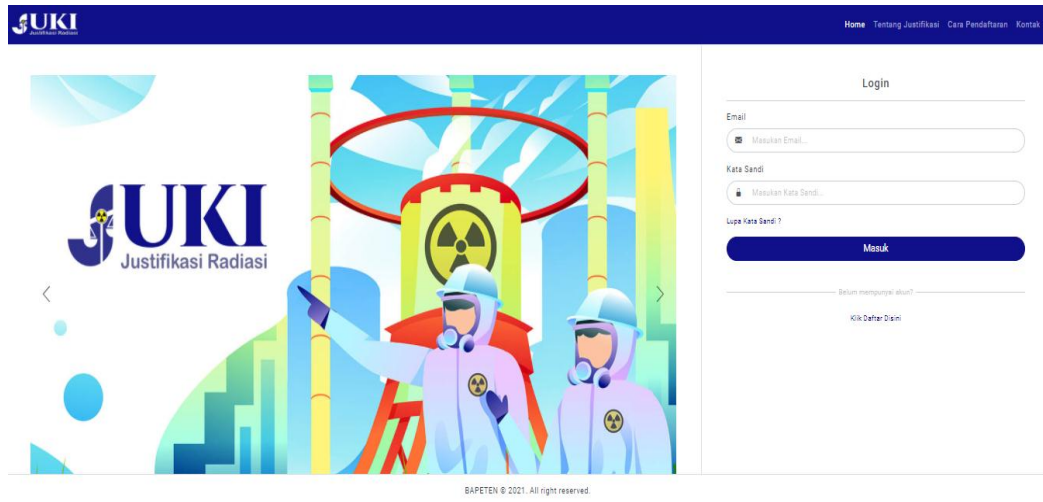 JUKI
Justifikasi Radiasi
Home Tentang Justifikasi Cara Pendaftaran Kontak
JUKI
Justifikasi Radiasi
Login
Email
Masukan Email...
Kata Sandi
Masukan Kata Sandi...
Lupa Kata Sandi ?
Masuk
Belum mempunyai akun?
Klik Daftar Disini
BAPETEN © 2021. All right reserved.